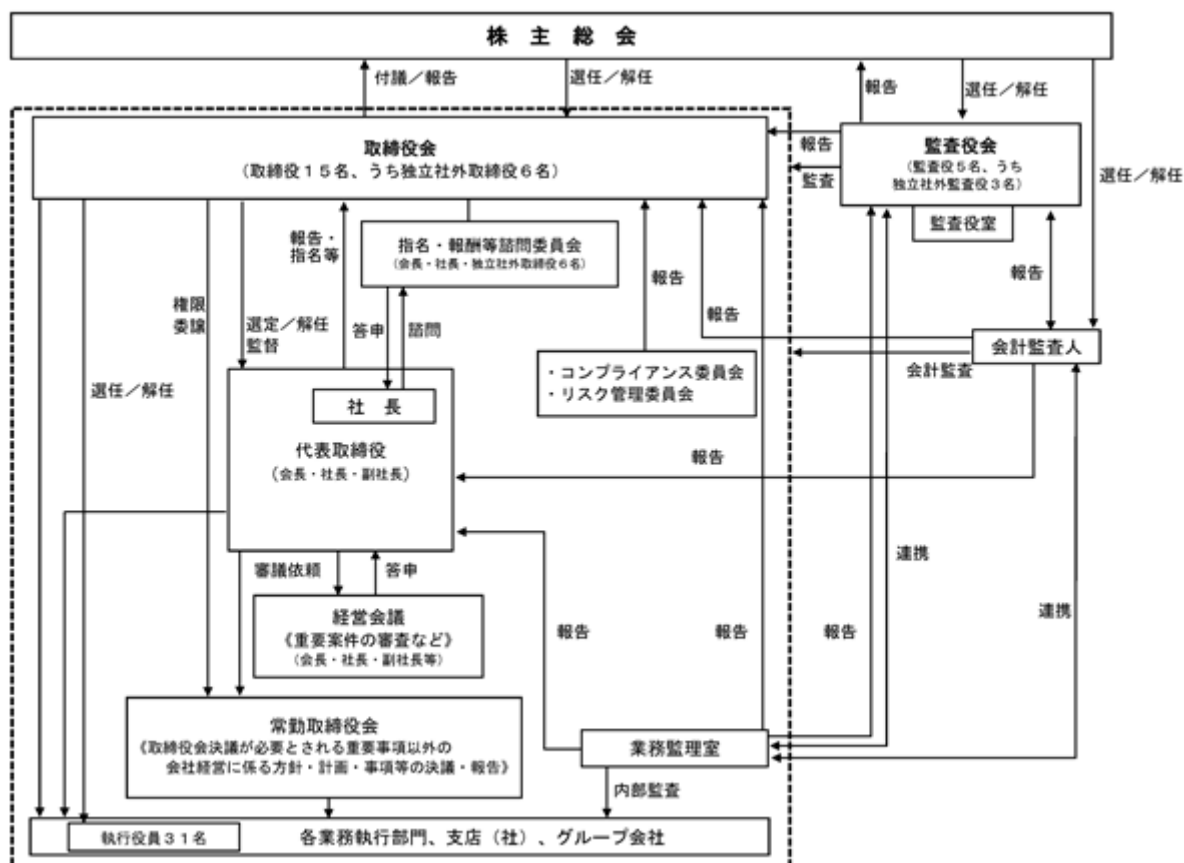 株主総会
付議／報告
選任／解任
報告
選任／解任
選任／解任
取締役会
（取締役１５名、うち独立社外取締役６名）
報告
監査
監査役会
（監査役５名、うち
独立社外監査役３名）
監査役室
報告・
指名等
指名・報酬等諮問委員会
（会長・社長・独立社外取締役６名）
報告
報告
報告
権限
委譲
選定／解任
監督
答申
諮問
会計監査人
会計監査
選任／解任
・コンプライアンス委員会
・リスク管理委員会
社長
代表取締役
（会長・社長・副社長）
報告
審議依頼
答申
連携
経営会議
《重要案件の審査など》
（会長・社長・副社長等）
報告
報告
報告
連携
常勤取締役会
《取締役会決議が必要とされる重要事項以外の
会社経営に係る方針・計画・事項等の決議・報告》
業務監理室
内部監査
執行役員３１名
各業務執行部門、支店（社）、グループ会社